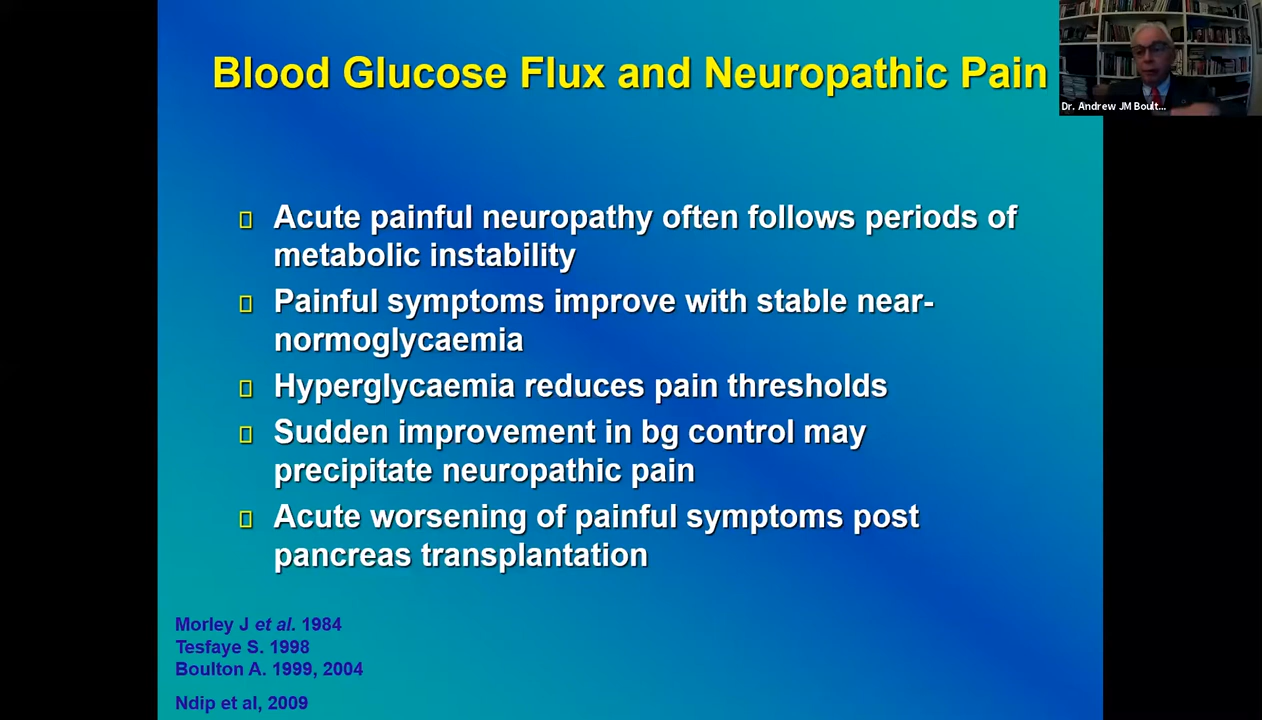 Blood Glucose Flux and Neuropathic Pain
Dr. Andrew JM Boult...
Acute painful neuropathy often follows periods of
metabolic instability
Painful symptoms improve with stable near-
normoglycaemia
Hyperglycaemia reduces pain thresholds
Sudden improvement in bg control may
precipitate neuropathic pain
Acute worsening of painful symptoms post
pancreas transplantation
Morley J et al. 1984
Tesfaye S. 1998
Boulton A. 1999, 2004
Ndip et al, 2009